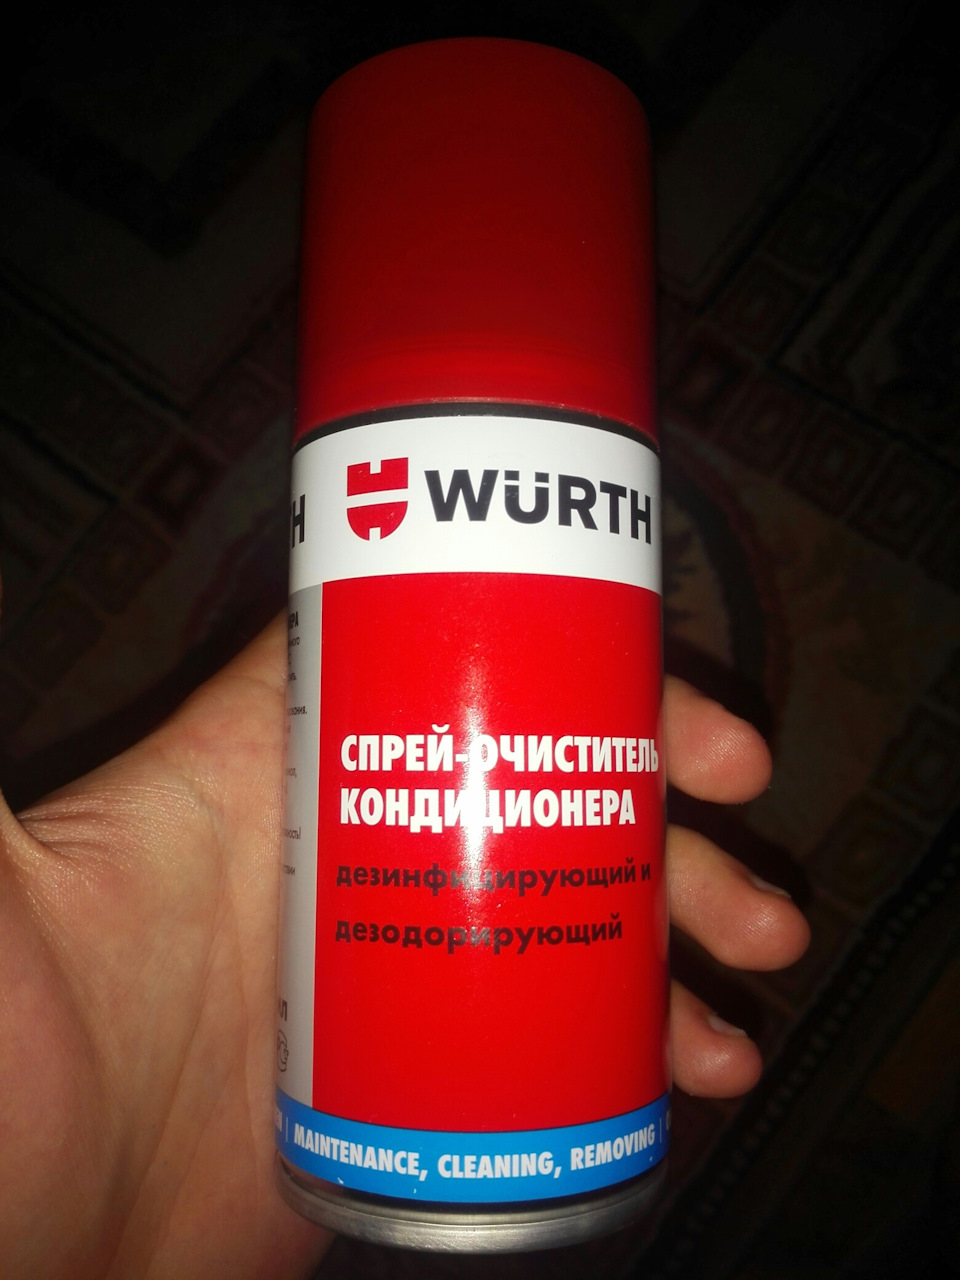 WÜRTH
СПРЕЙ-ОЧИСТИТЕЛЬ
КОНДИЦИОНЕРА
дезинфицирующий и
дезодорирующий
MAINTENANCE, CLEANING, REMOVING